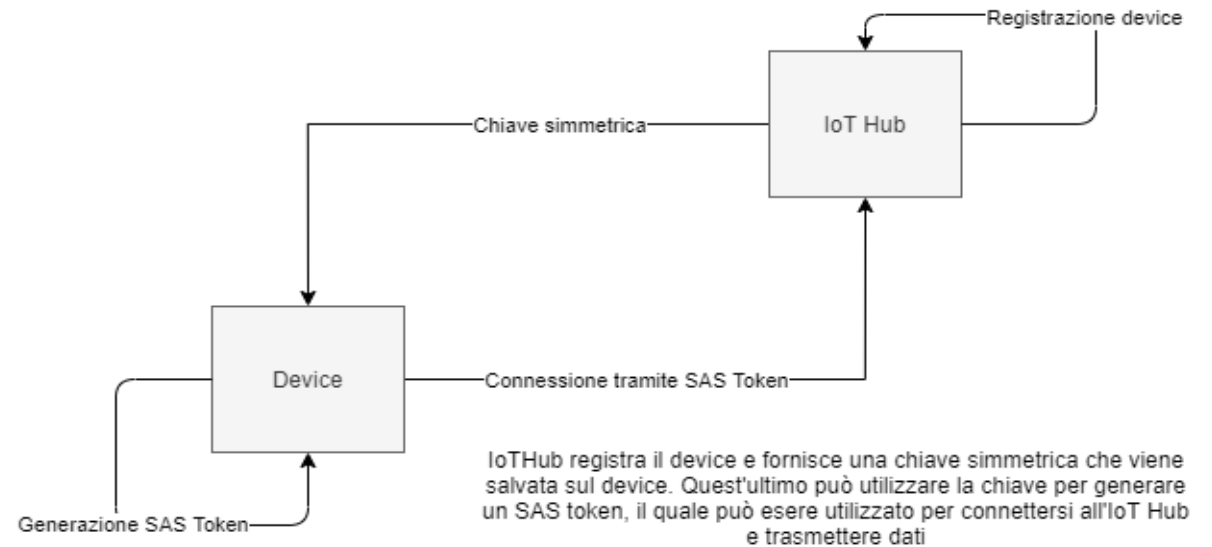 Registrazione device
IoT Hub
Chiave simmetrica
Device
Connessione tramite SAS Token
Generazione SAS Token
IoTHub registra il device e fornisce una chiave simmetrica che viene
salvata sul device. Quest'ultimo può utilizzare la chiave per generare
un SAS token, il quale può esere utilizzato per connettersi all'IoT Hub
e trasmettere dati